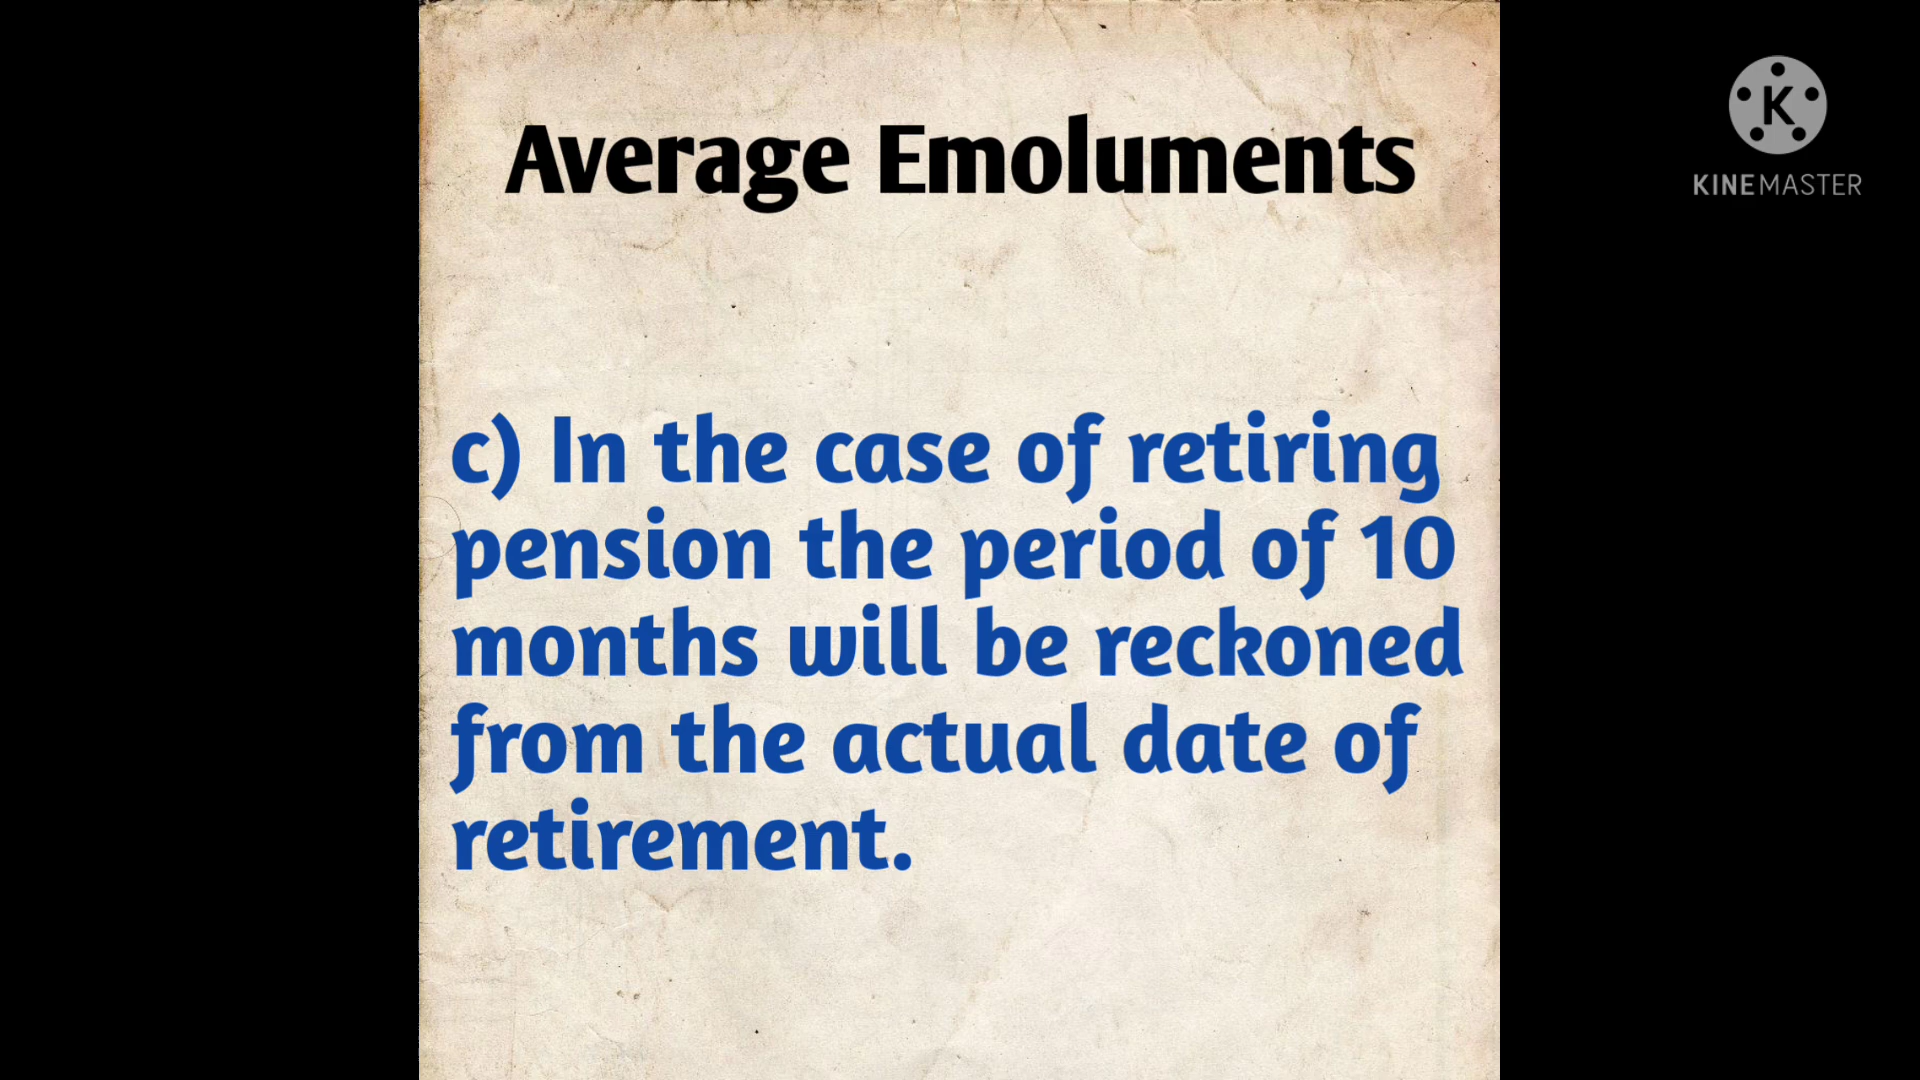 Average Emoluments
KINEMASTER
c) In the case of retiring
pension the period of 10
months will be reckoned
from the actual date of
retirement.